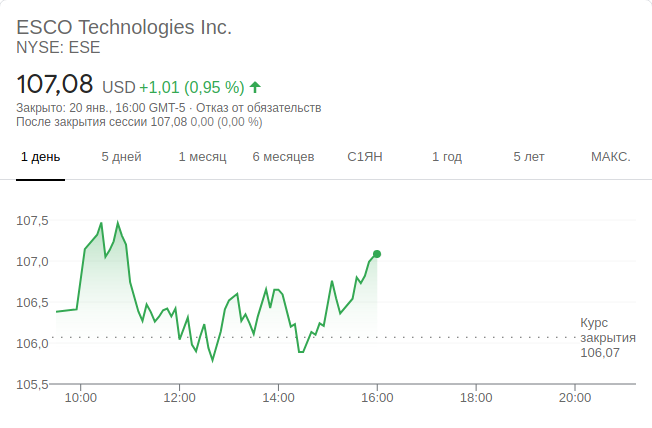 ESCO Technologies Inc.
NYSE: ESE
107,08 USD +1,01 (0,95 %)
Закрыто: 20 янв., 16:00 GMT-5 · Отказ от обязательств
После закрытия сессии 107,08 0,00 (0,00 %)
1 день 5 дней 1 месяц 6 месяцев С1ЯН 1 год 5 лет МАКС.
107,5
107,0
106,5
106,0
105,5
Курс
закрытия
106,07
10:00 12:00 14:00 16:00 18:00 20:00